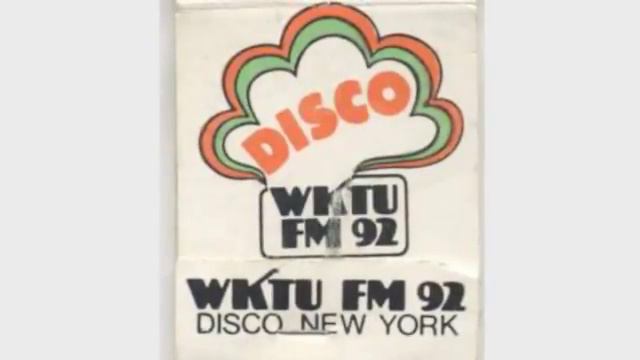 DISCO
WKTU
FM 92
WKTU FM 92
DISCO NEW YORK